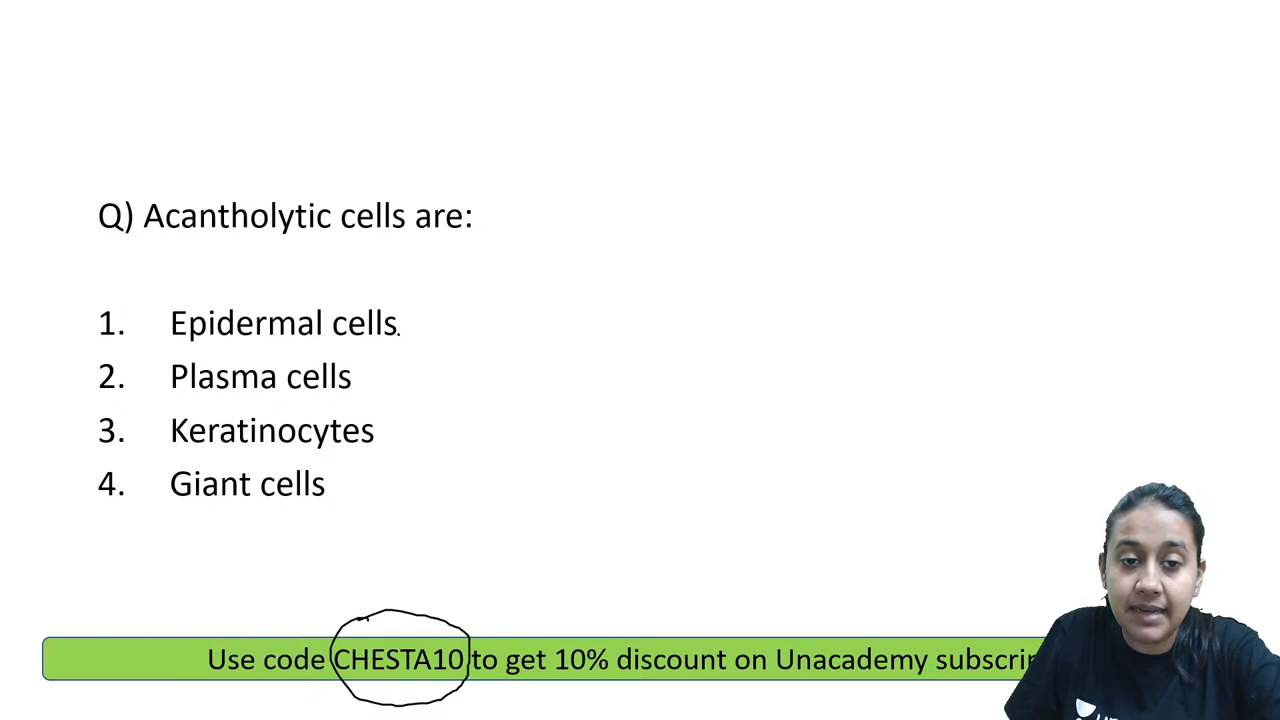 Q) Acantholytic cells are:
1. Epidermal cells
2. Plasma cells
3. Keratinocytes
4. Giant cells
Use code CHESTA10 to get 10% discount on Unacademy